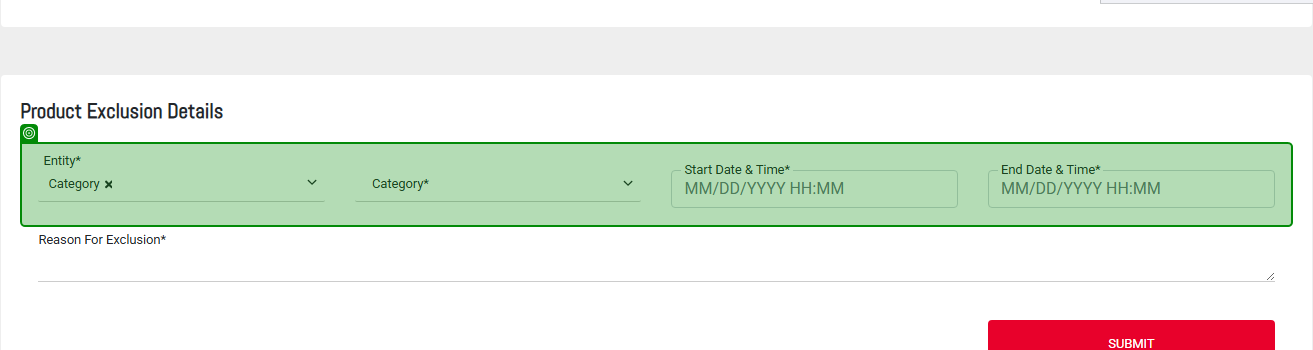 Product Exclusion Details
Entity*
Category × Category* Start Date & Time* End Date & Time*
MM/DD/YYYY HH:MM MM/DD/YYYY HH:MM
Reason For Exclusion*
SUBMIT